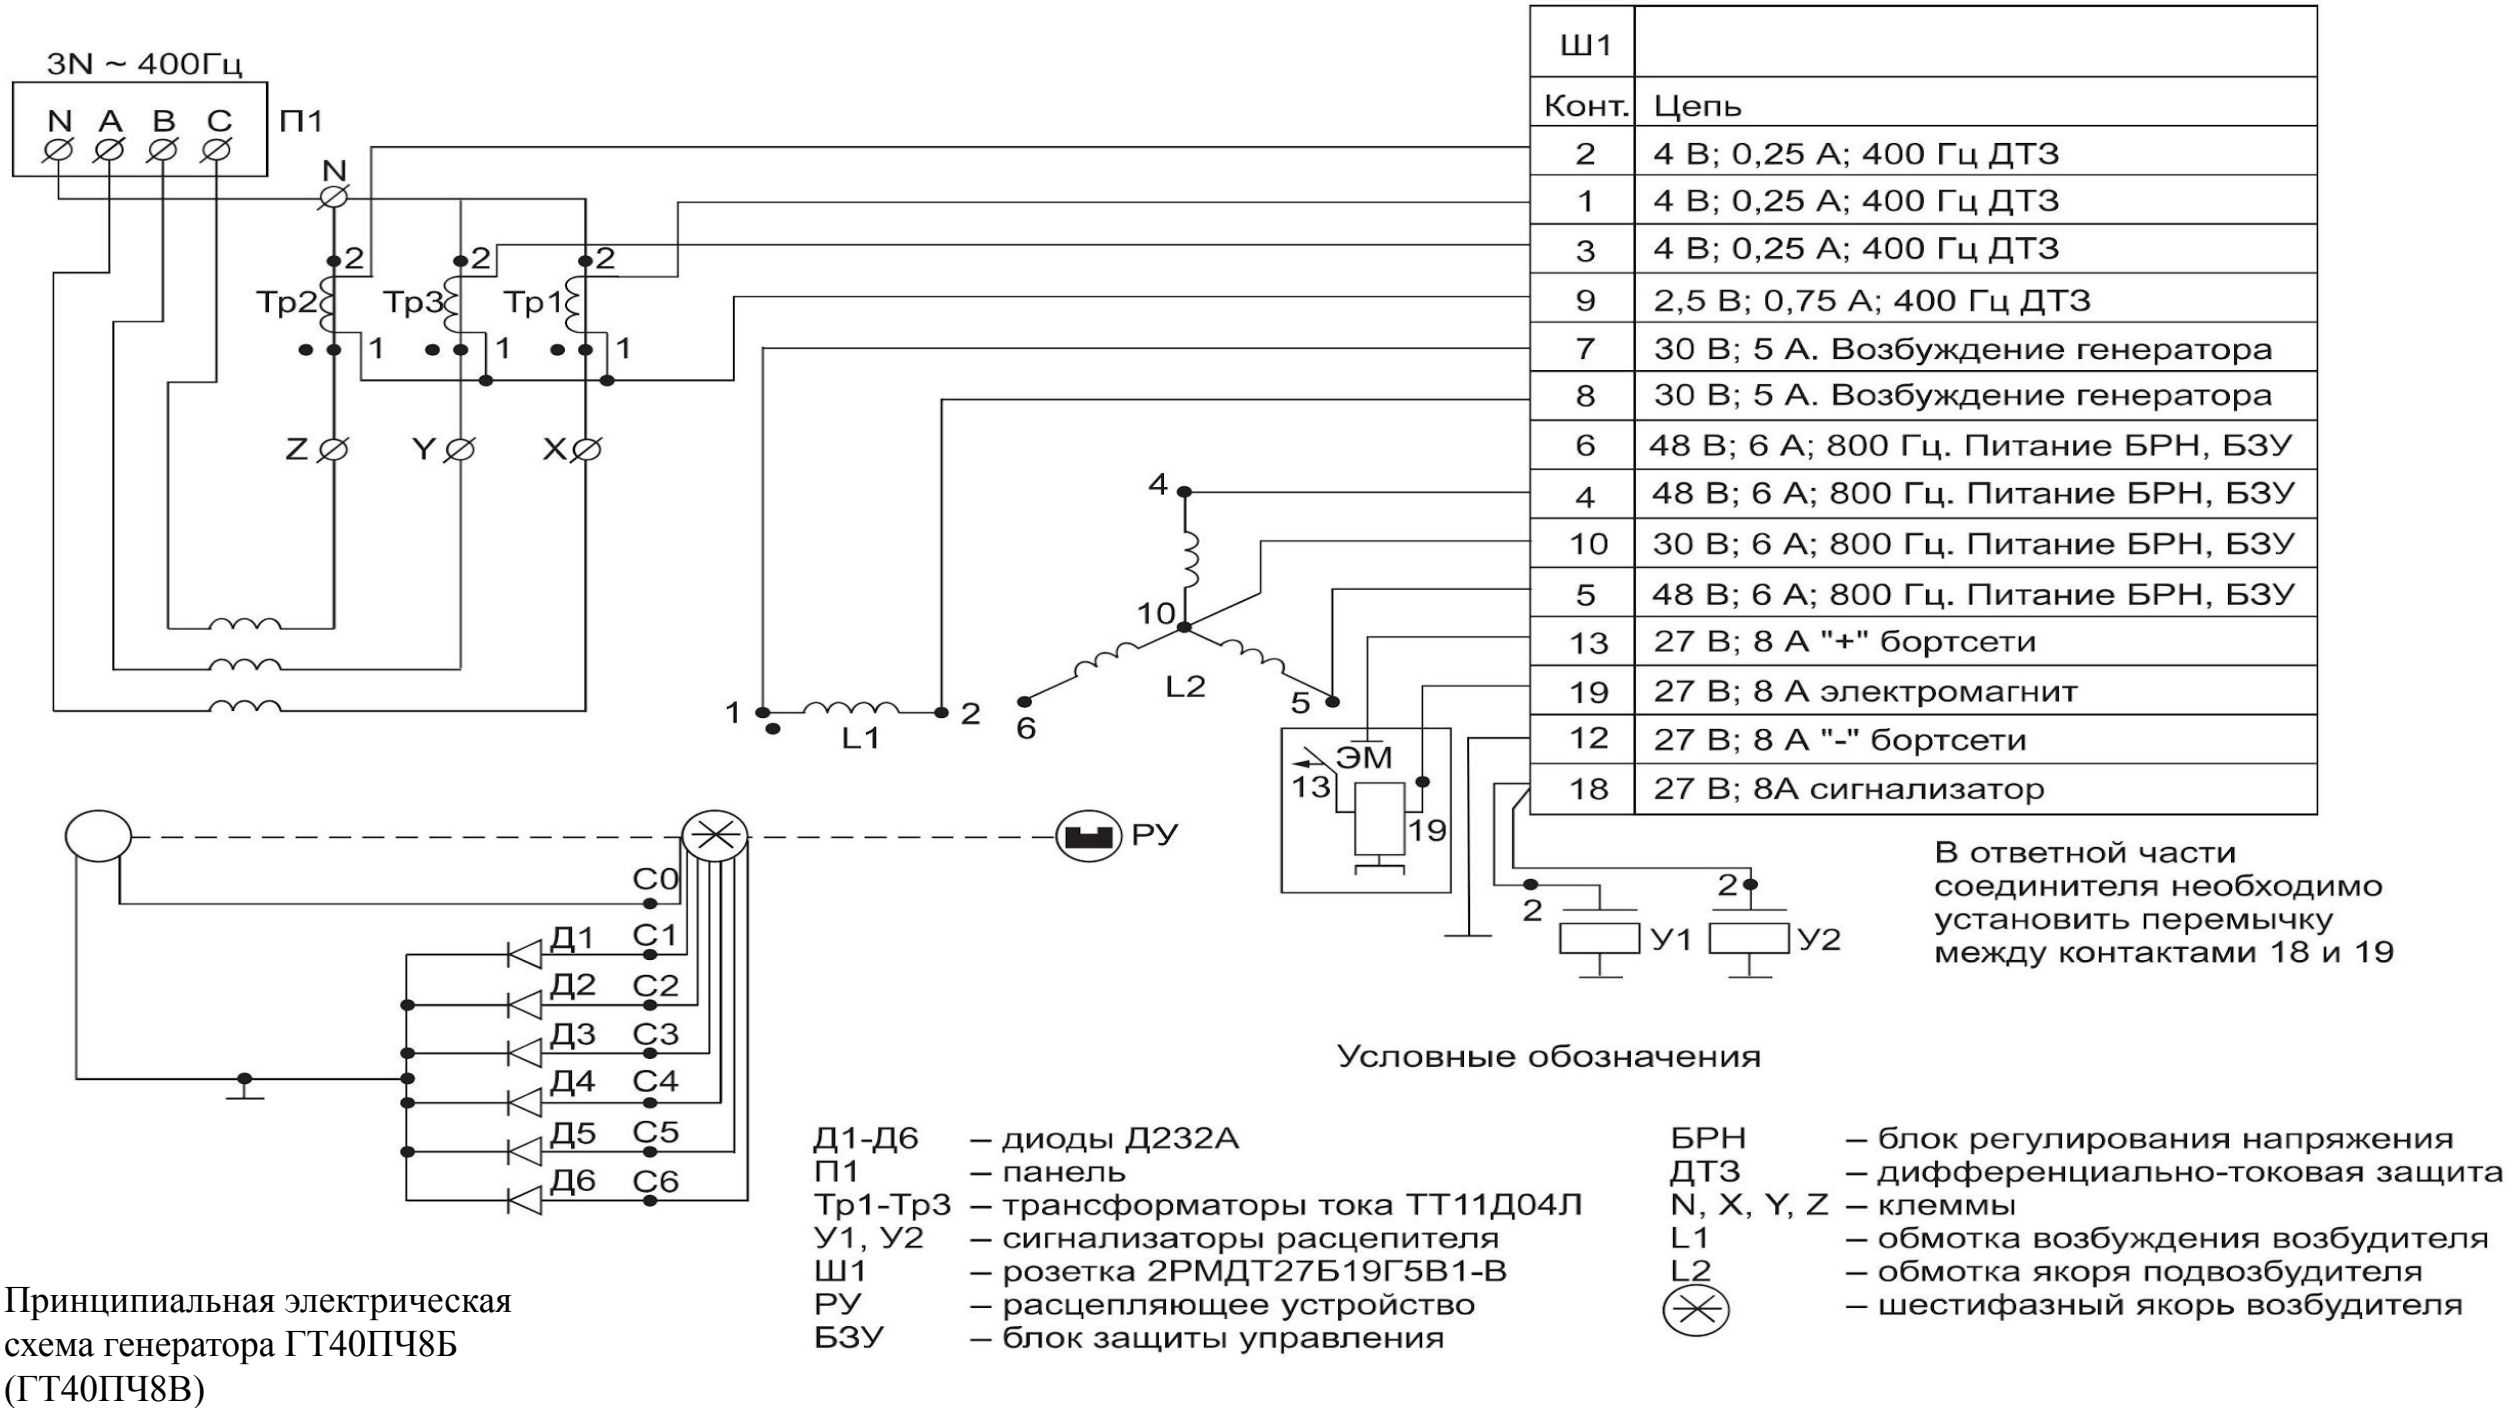 3N ~ 400Гц
N A B C
П1
N
2 2 2
Тр2 Тр3 Тр1
1 1 1
Z Y X
Ш1
Конт. Цепь
2 4 В; 0,25 А; 400 Гц ДТЗ
1 4 В; 0,25 А; 400 Гц ДТЗ
3 4 В; 0,25 А; 400 Гц ДТЗ
9 2,5 В; 0,75 А; 400 Гц ДТЗ
7 30 В; 5 А. Возбуждение генератора
8 30 В; 5 А. Возбуждение генератора
6 48 В; 6 А; 800 Гц. Питание БРН, БЗУ
4 48 В; 6 А; 800 Гц. Питание БРН, БЗУ
10 30 В; 6 А; 800 Гц. Питание БРН, БЗУ
5 48 В; 6 А; 800 Гц. Питание БРН, БЗУ
13 27 В; 8 А "+" бортсети
19 27 В; 8 А электромагнит
12 27 В; 8 А "-" бортсети
18 27 В; 8А сигнализатор
4
10
L2
6
5
1 2
L1
ЭМ
13
19
2
2
У1 У2
В ответной части
соединителя необходимо
установить перемычку
между контактами 18 и 19
РУ
С0
Д1 С1
Д2 С2
Д3 С3
Д4 С4
Д5 С5
Д6 С6
Условные обозначения
Д1-Д6 – диоды Д232А
П1 – панель
Тр1-Тр3 – трансформаторы тока ТТ11Д04Л
У1, У2 – сигнализаторы расцепителя
Ш1 – розетка 2РМДТ27Б19Г5В1-В
РУ – расцепляющее устройство
БЗУ – блок защиты управления
БРН – блок регулирования напряжения
ДТЗ – дифференциально-токовая защита
N, X, Y, Z – клеммы
L1 – обмотка возбуждения возбудителя
L2 – обмотка якоря подвозбудителя
– шестифазный якорь возбудителя
Принципиальная электрическая
схема генератора ГТ40ПЧ8Б
(ГТ40ПЧ8В)